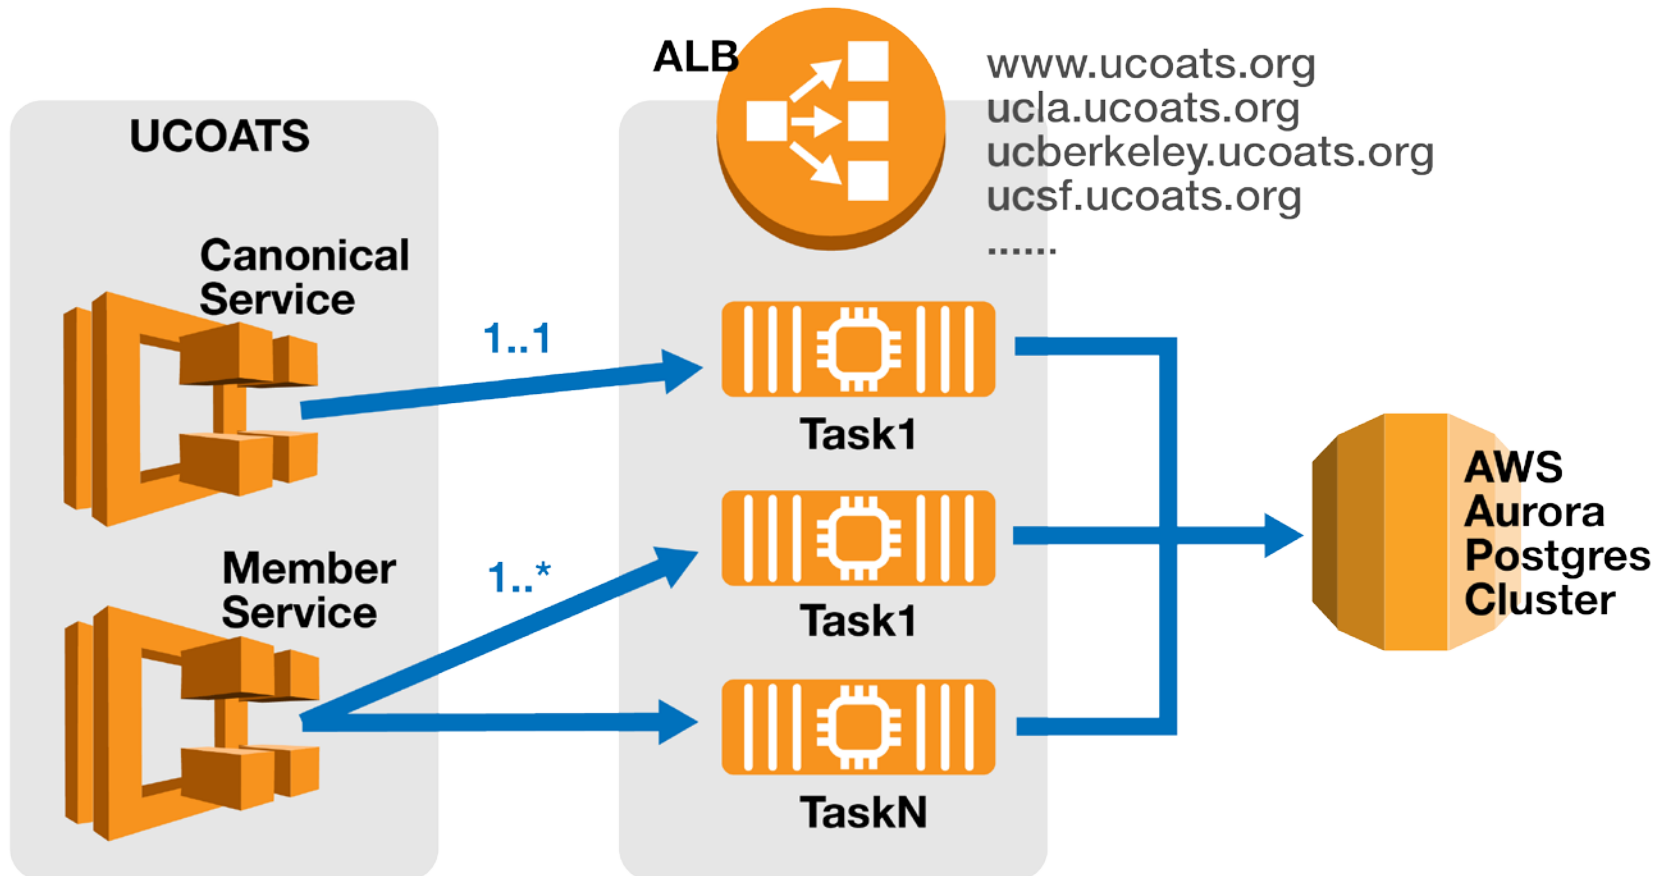 ALB
www.ucoats.org
ucla.ucoats.org
ucberkeley.ucoats.org
ucsf.ucoats.org
......
UCOATS
Canonical
Service
1..1
Task1
Member
Service
1..*
Task1
TaskN
AWS
Aurora
Postgres
Cluster